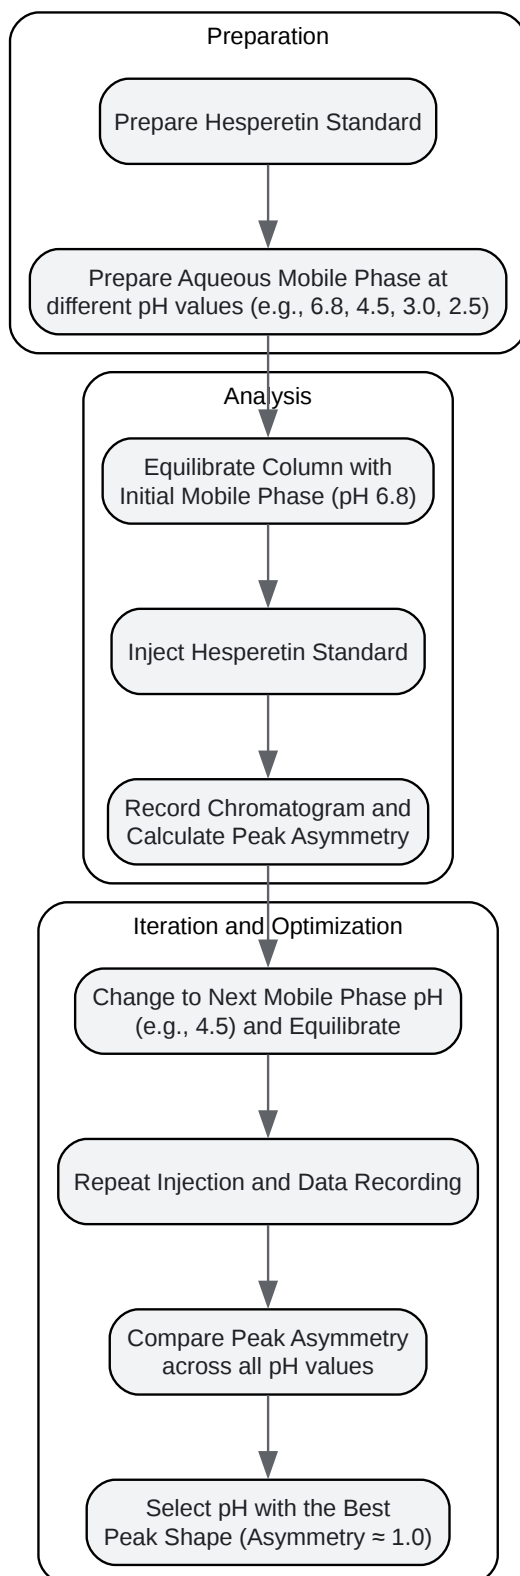 Preparation
Prepare Hesperetin Standard
Prepare Aqueous Mobile Phase at
different pH values (e.g., 6.8, 4.5, 3.0, 2.5)
Analysis
Equilibrate Column with
Initial Mobile Phase (pH 6.8)
Inject Hesperetin Standard
Record Chromatogram and
Calculate Peak Asymmetry
Iteration and Optimization
Change to Next Mobile Phase pH
(e.g., 4.5) and Equilibrate
Repeat Injection and Data Recording
Compare Peak Asymmetry
across all pH values
Select pH with the Best
Peak Shape (Asymmetry ≈ 1.0)